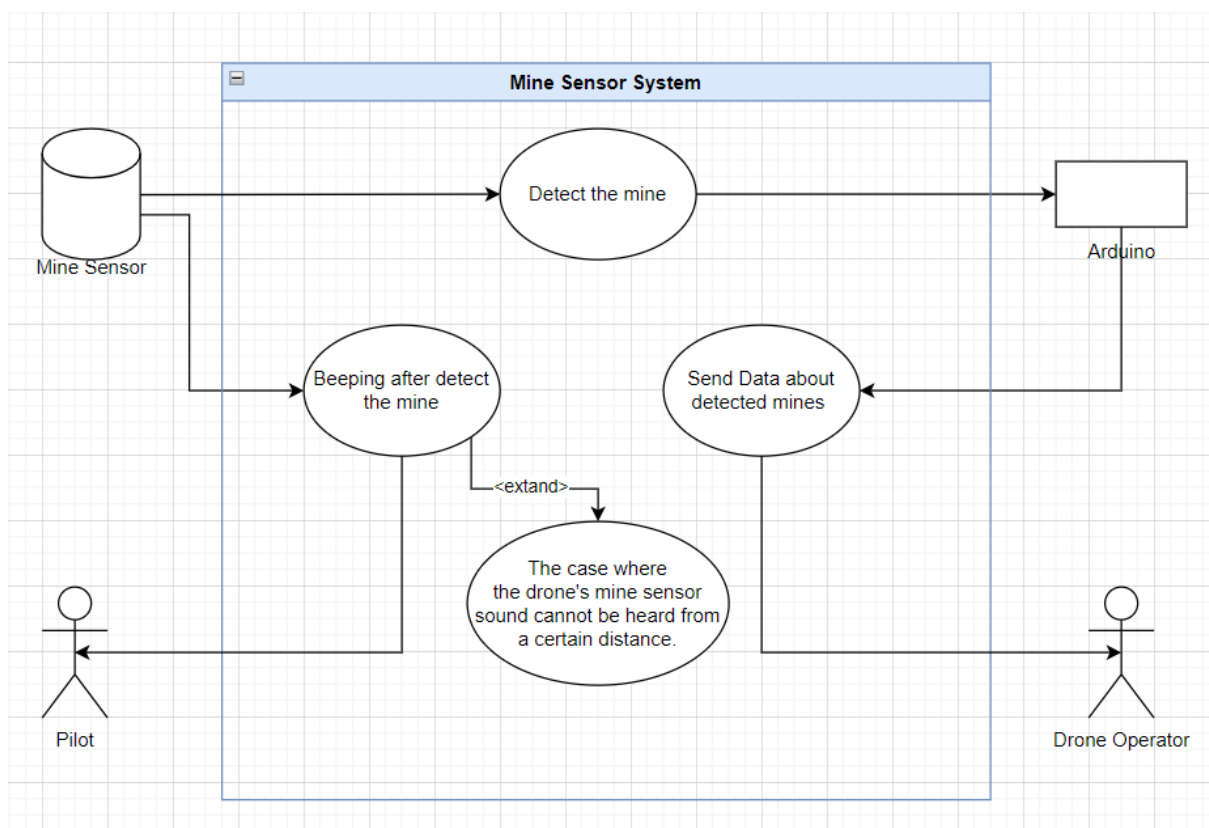 Mine Sensor System
Detect the mine
Mine Sensor
Arduino
Beeping after detect
the mine
Send Data about
detected mines
<extand>
The case where
the drone's mine sensor
sound cannot be heard from
a certain distance.
Pilot
Drone Operator